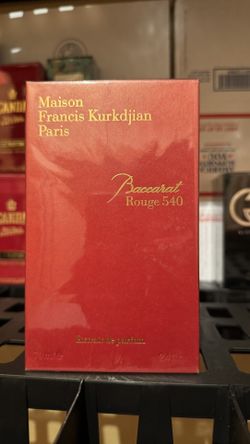 Maison
Francis Kurkdjian
Paris
Baccarat
Rouge 540
Extrait de parfum